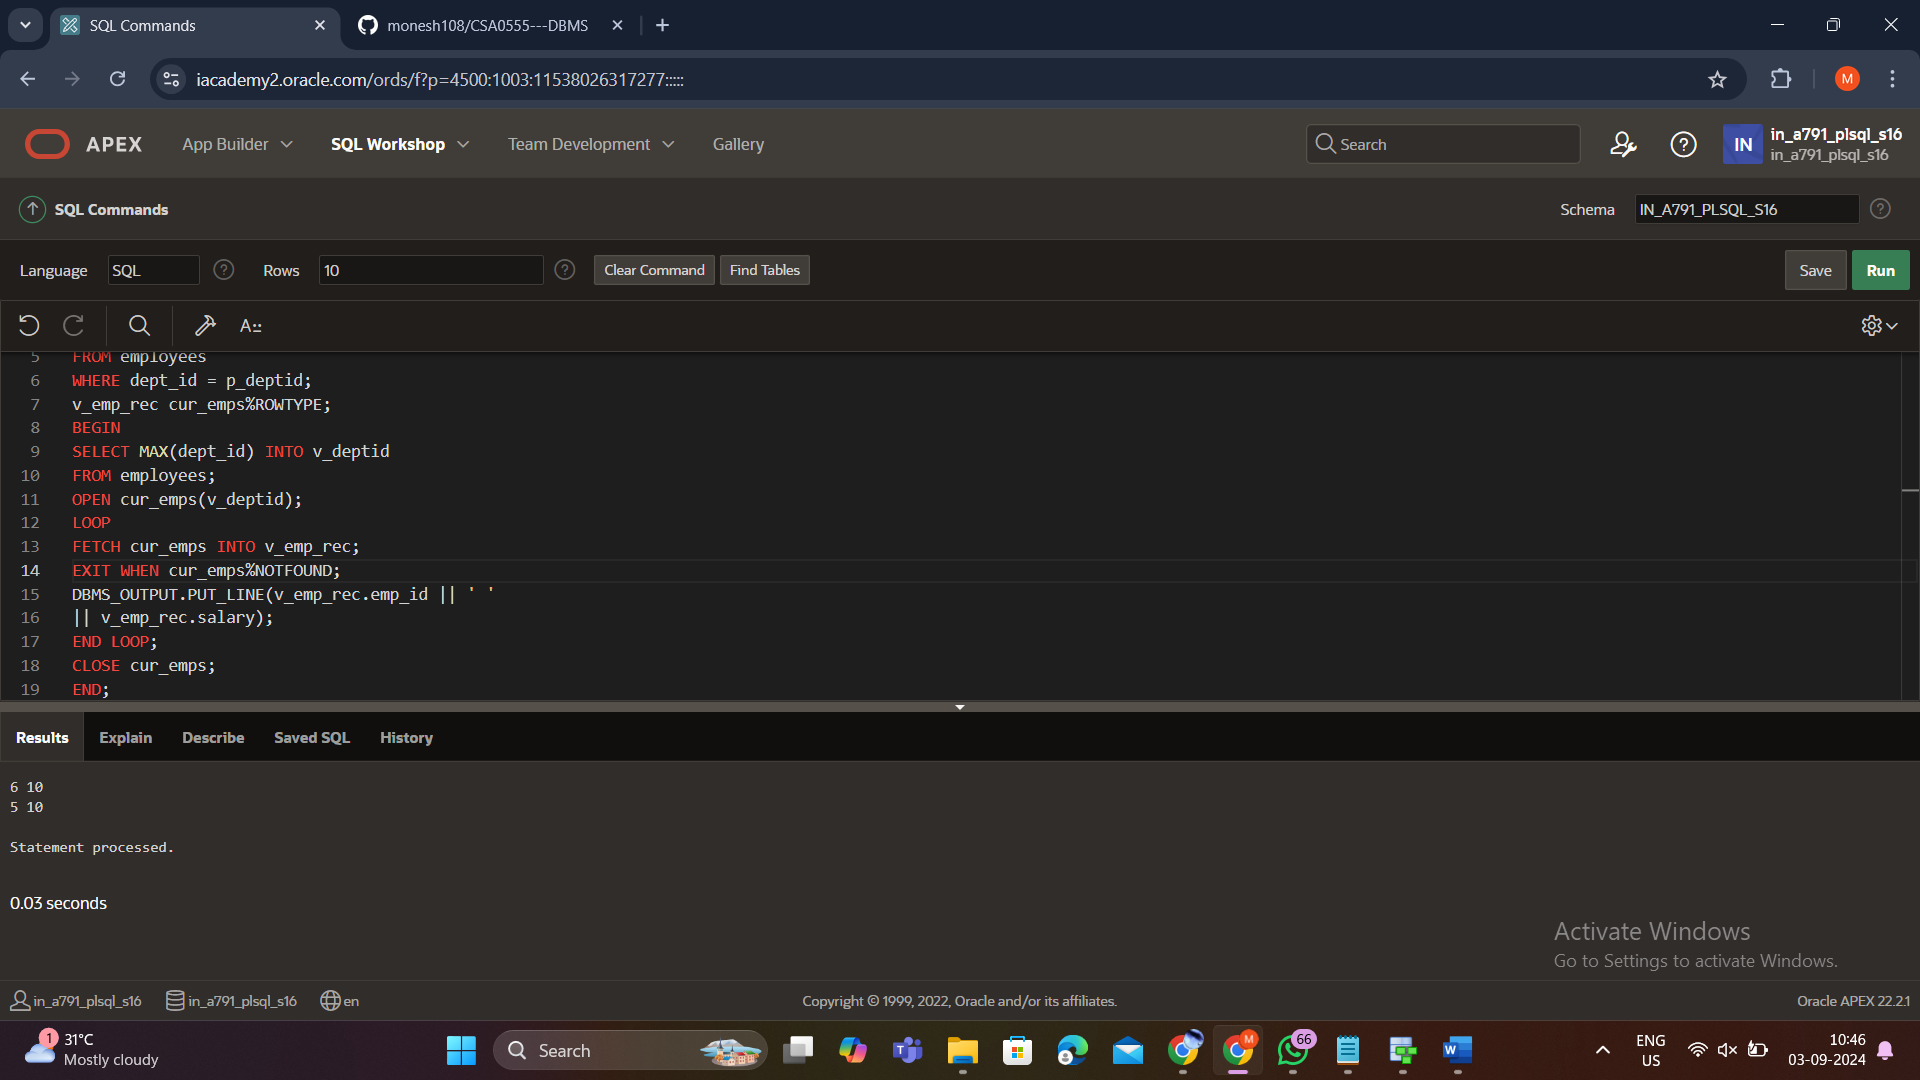 SQL Commands
monesh108/CSA0555---DBMS
iacademy2.oracle.com/ords/f?p=4500:1003:11538026317277:::::
M
APEX
App Builder
SQL Workshop
Team Development
Gallery
Search
IN
in_a791_plsql_s16
in_a791_plsql_s16
SQL Commands
Schema
IN_A791_PLSQL_S16
Language
SQL
Rows
10
Clear Command
Find Tables
Save
Run
5 FROM employees
6 WHERE dept_id = p_deptid;
7 v_emp_rec cur_emps%ROWTYPE;
8 BEGIN
9 SELECT MAX(dept_id) INTO v_deptid
10 FROM employees;
11 OPEN cur_emps(v_deptid);
12 LOOP
13 FETCH cur_emps INTO v_emp_rec;
14 EXIT WHEN cur_emps%NOTFOUND;
15 DBMS_OUTPUT.PUT_LINE(v_emp_rec.emp_id || ' '
16 || v_emp_rec.salary);
17 END LOOP;
18 CLOSE cur_emps;
19 END;
Results
Explain
Describe
Saved SQL
History
6 10
5 10
Statement processed.
0.03 seconds
Activate Windows
Go to Settings to activate Windows.
in_a791_plsql_s16
in_a791_plsql_s16
en
Copyright © 1999, 2022, Oracle and/or its affiliates.
Oracle APEX 22.2.1
1
31°C
Mostly cloudy
Search
M
66
ENG
US
10:46
03-09-2024